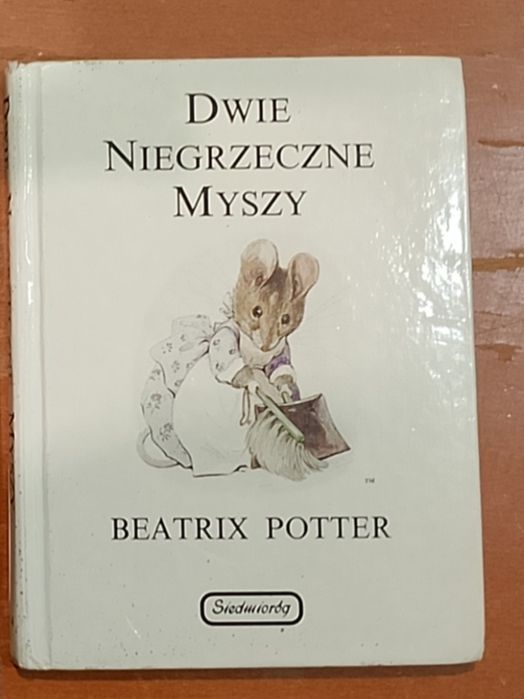 DWIE
NIEGRZECZNE
MYSZY
TM
BEATRIX POTTER
Siedmioróg